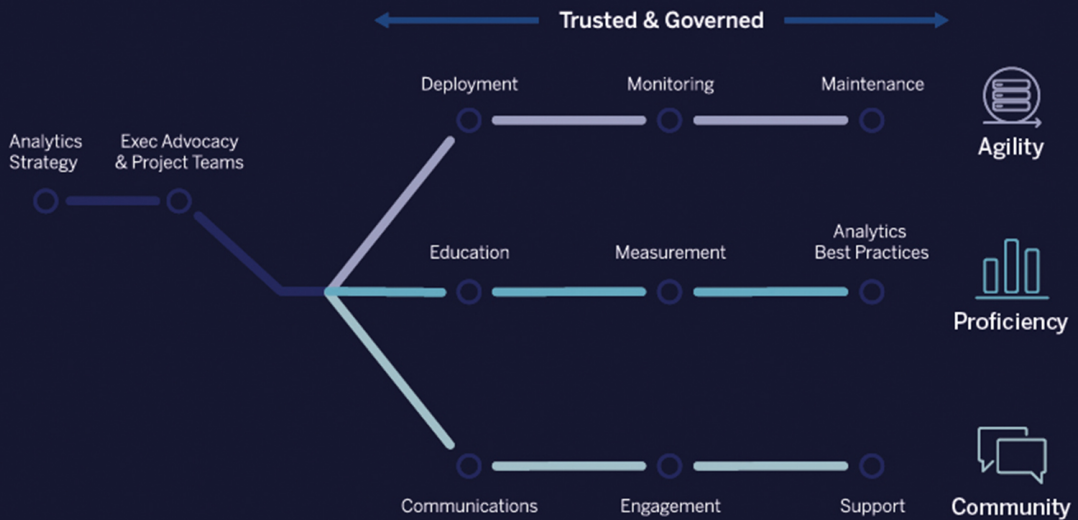 Trusted & Governed
Deployment
Monitoring
Maintenance
Agility
Analytics
Strategy
Exec Advocacy
& Project Teams
Education
Measurement
Analytics
Best Practices
Proficiency
Communications
Engagement
Support
Community